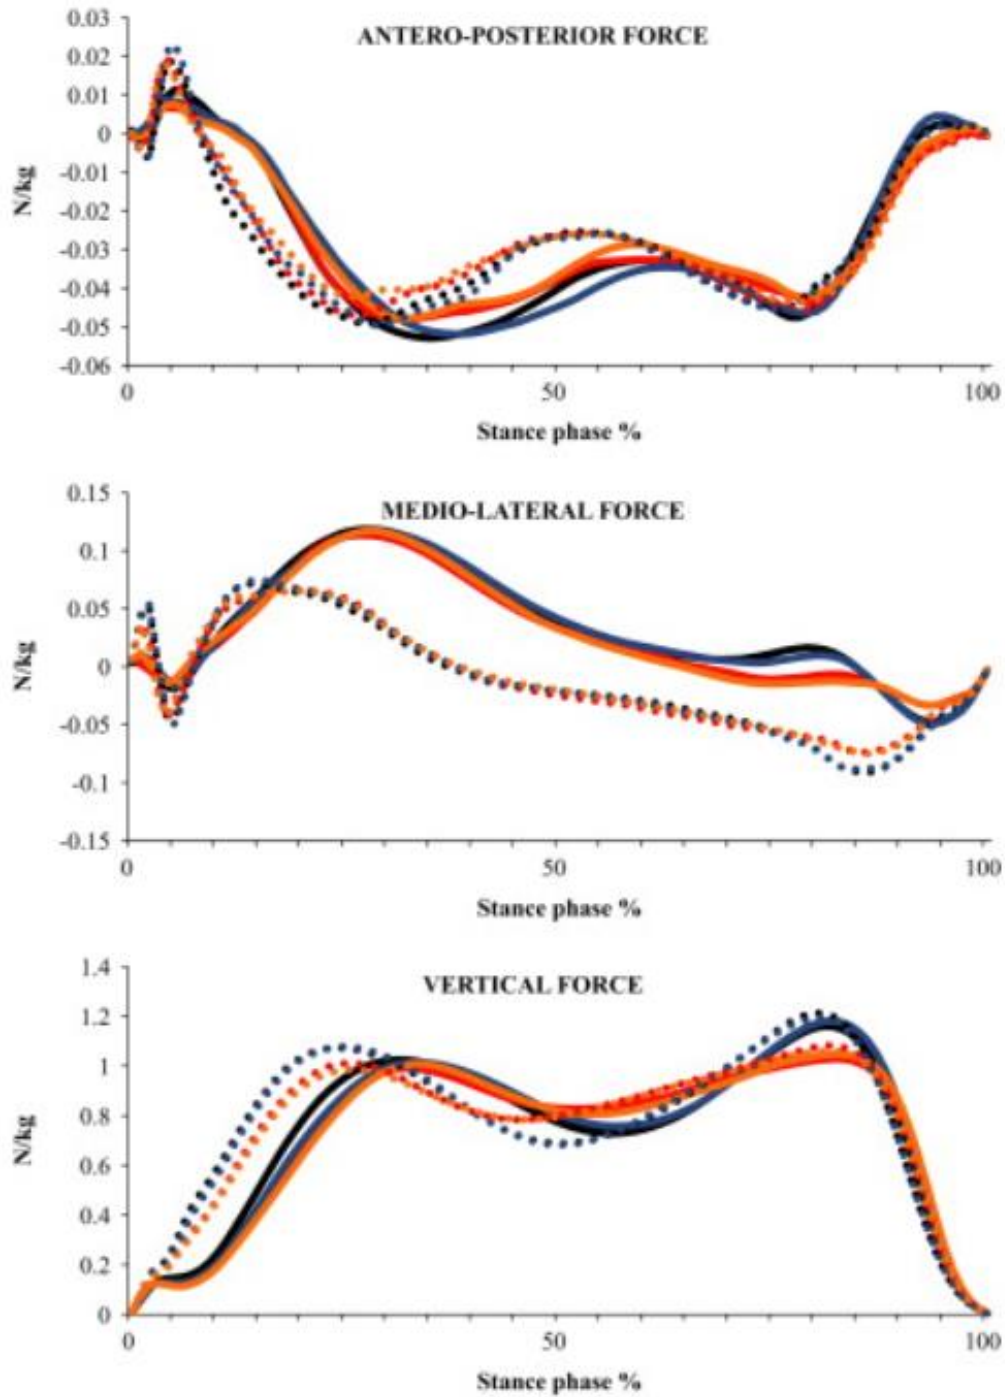 ANTERO-POSTERIOR FORCE
0.03
0.02
0.01
0
-0.01
-0.02
-0.03
-0.04
-0.05
-0.06
N/kg
0 50 100
Stance phase %
MEDIO-LATERAL FORCE
0.15
0.1
0.05
0
-0.05
-0.1
-0.15
N/kg
0 50 100
Stance phase %
VERTICAL FORCE
1.4
1.2
1
0.8
0.6
0.4
0.2
0
N/kg
0 50 100
Stance phase %